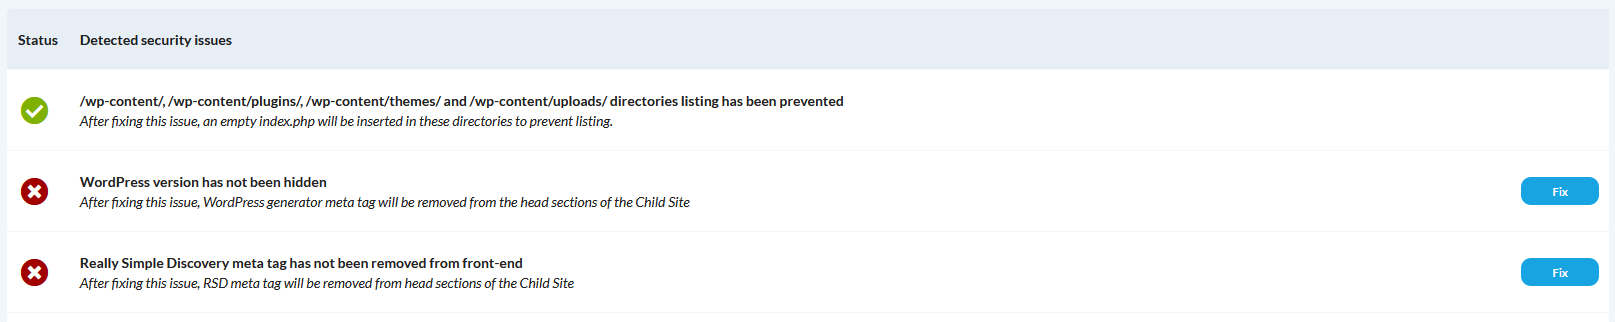 Status Detected security issues
/wp-content/, /wp-content/plugins/, /wp-content/themes/ and /wp-content/uploads/ directories listing has been prevented
After fixing this issue, an empty index.php will be inserted in these directories to prevent listing.
WordPress version has not been hidden
After fixing this issue, WordPress generator meta tag will be removed from the head sections of the Child Site
Fix
Really Simple Discovery meta tag has not been removed from front-end
After fixing this issue, RSD meta tag will be removed from head sections of the Child Site
Fix